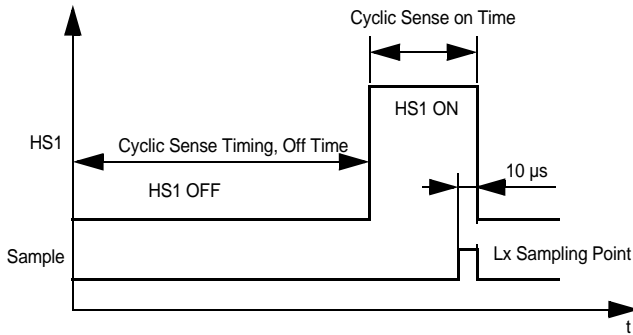 Cyclic Sense on Time
HS1
HS1 ON
Cyclic Sense Timing, Off Time
10 µs
HS1 OFF
Sample
Lx Sampling Point
t